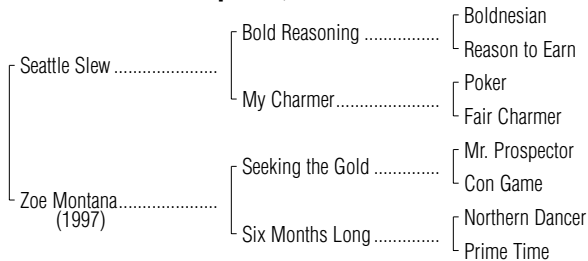 Boldnesian
Bold Reasoning ................
Reason to Earn
Seattle Slew ......................
Poker
My Charmer......................
Fair Charmer
Mr. Prospector
Seeking the Gold ..............
Con Game
Zoe Montana.....................
(1997)
Northern Dancer
Six Months Long..............
Prime Time